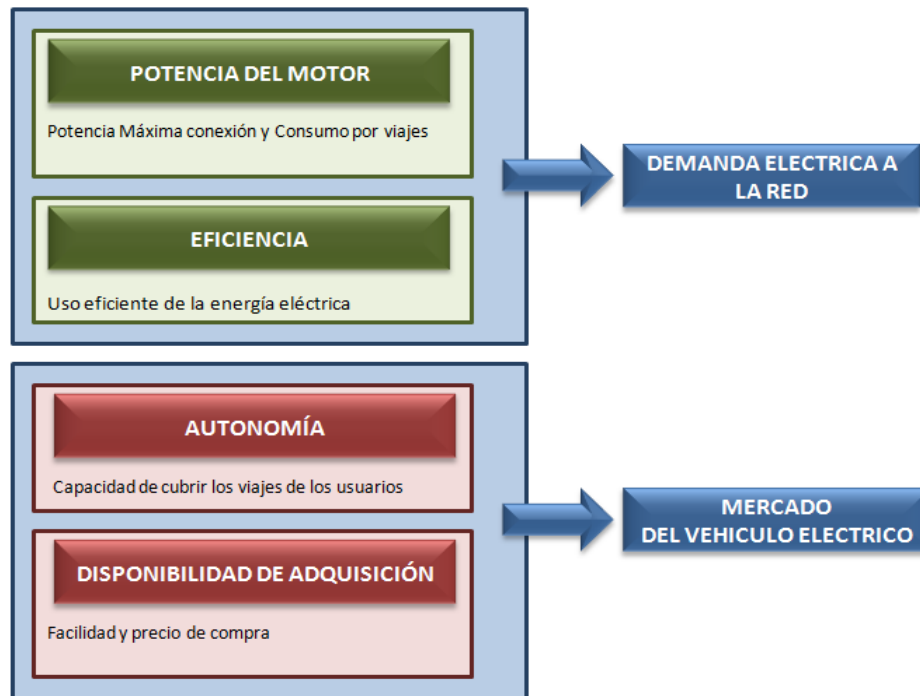 POTENCIA DEL MOTOR
Potencia Máxima conexión y Consumo por viajes
EFICIENCIA
Uso eficiente de la energía eléctrica
DEMANDA ELECTRICA A
LA RED
AUTONOMÍA
Capacidad de cubrir los viajes de los usuarios
DISPONIBILIDAD DE ADQUISICIÓN
Facilidad y precio de compra
MERCADO
DEL VEHICULO ELECTRICO